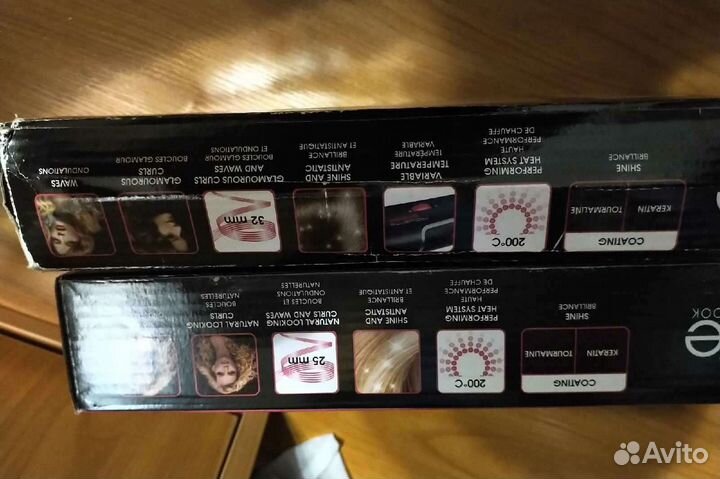 e
OOK
COATING
KERATIN TOURMALINE
SHINE
BRILLANCE
200°C
PERFORMING
HEAT SYSTEM
HAUTE
PERFORMANCE
DE CHAUFFE
SHINE AND
ANTISTATIC
BRILLANCE
ET ANTISTATIQUE
25 mm
NATURAL LOOKING
CURLS AND WAVES
BOUCLES ET
ONDULATIONS
NATURELLES
NATURAL LOOKING
CURLS
BOUCLES
NATURELLES
COATING
KERATIN TOURMALINE
SHINE
BRILLANCE
200°C
PERFORMING
HEAT SYSTEM
HAUTE
PERFORMANCE
DE CHAUFFE
VARIABLE
TEMPERATURE
TEMPÉRATURE
VARIABLE
SHINE AND
ANTISTATIC
BRILLANCE
ET ANTISTATIQUE
32 mm
GLAMOUROUS CURLS
AND WAVES
BOUCLES GLAMOUR
ET ONDULATIONS
GLAMOUROUS
CURLS
BOUCLES GLAMOUR
WAVES
ONDULATIONS
Avito